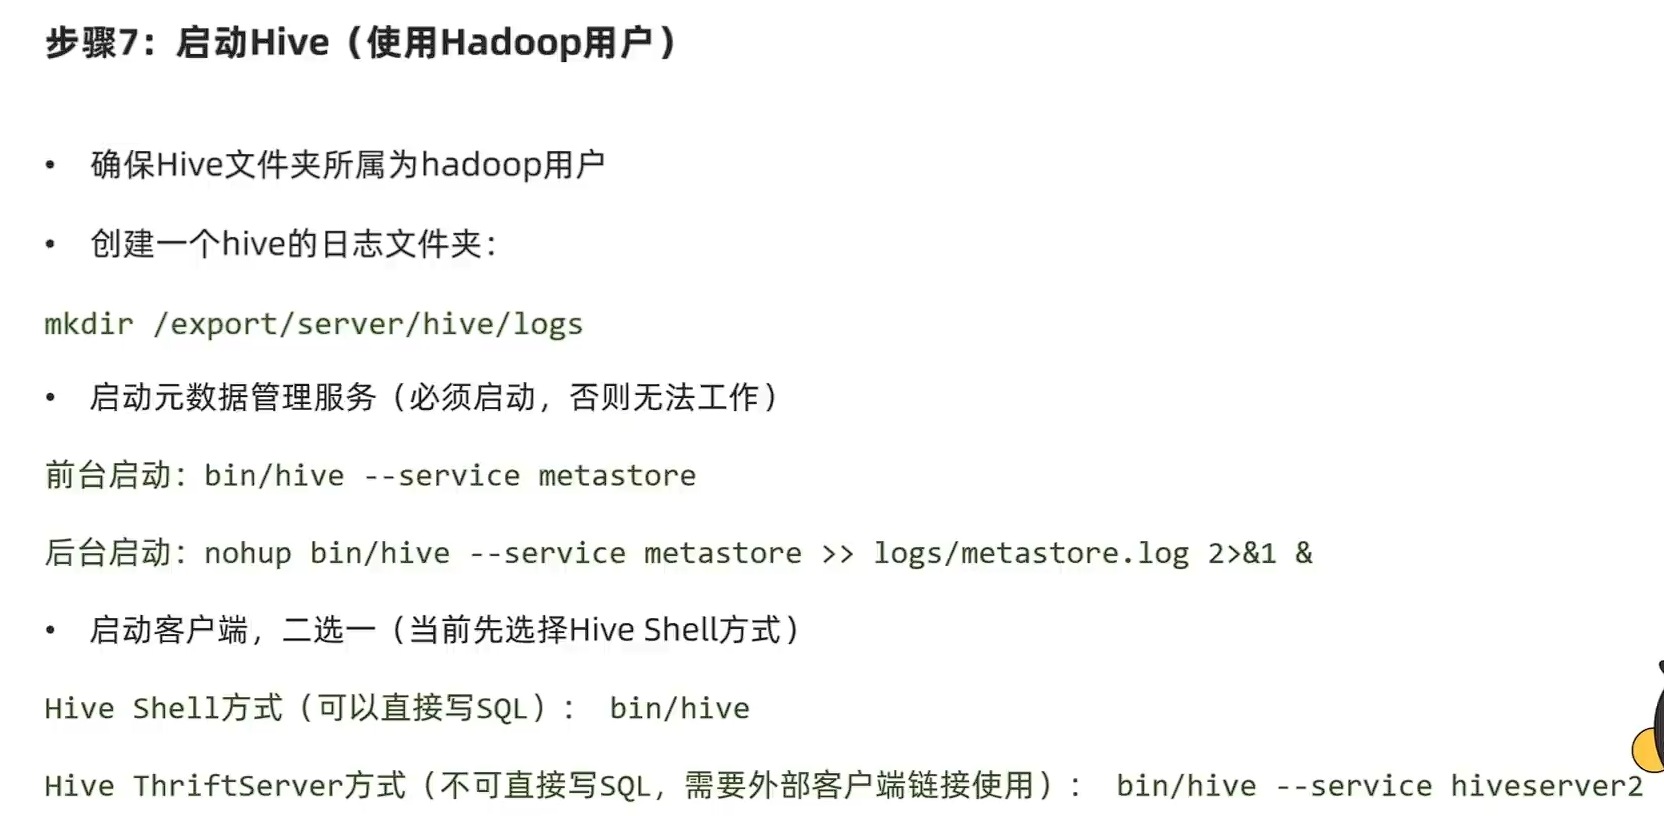 步骤7：启动Hive（使用Hadoop用户）
• 确保Hive文件夹所属为hadoop用户
• 创建一个hive的日志文件夹：
mkdir /export/server/hive/logs
• 启动元数据管理服务（必须启动，否则无法工作）
前台启动：bin/hive --service metastore
后台启动：nohup bin/hive --service metastore >> logs/metastore.log 2>&1 &
• 启动客户端，二选一（当前先选择Hive Shell方式）
Hive Shell方式（可以直接写SQL）： bin/hive
Hive ThriftServer方式（不可直接写SQL，需要外部客户端链接使用）： bin/hive --service hiveserver2